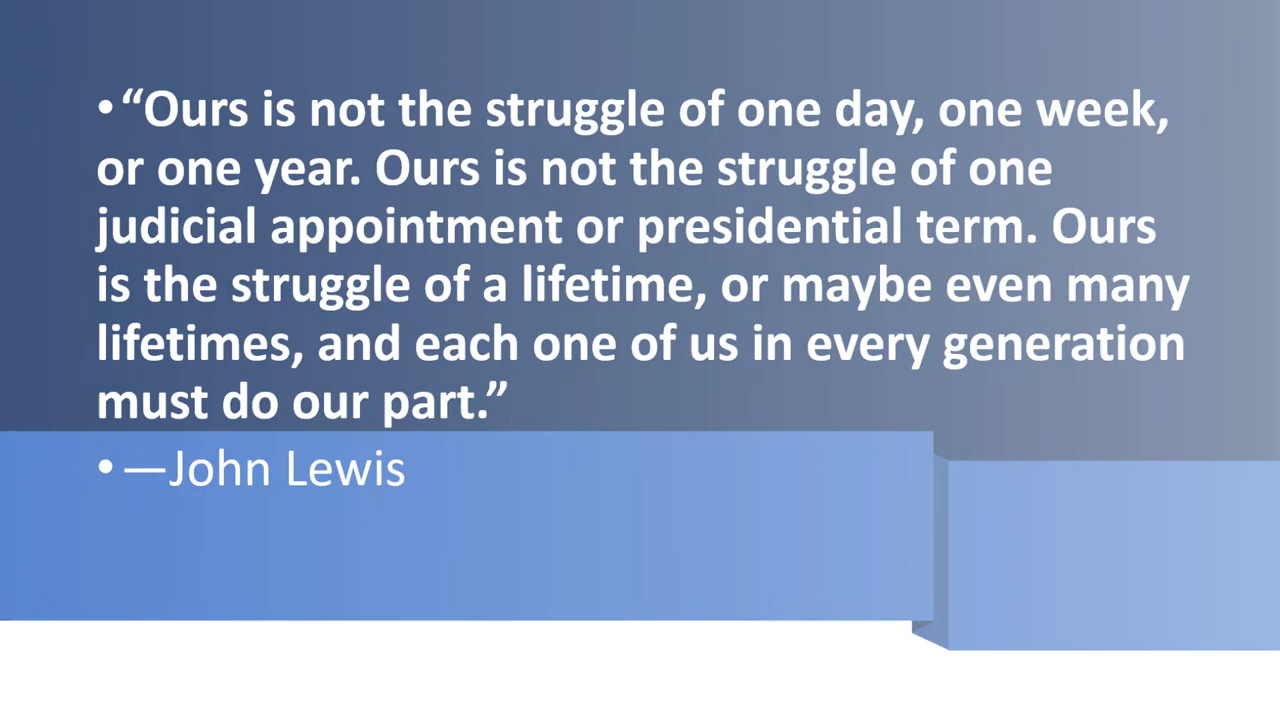 •“Ours is not the struggle of one day, one week,
or one year. Ours is not the struggle of one
judicial appointment or presidential term. Ours
is the struggle of a lifetime, or maybe even many
lifetimes, and each one of us in every generation
must do our part.”
•—John Lewis